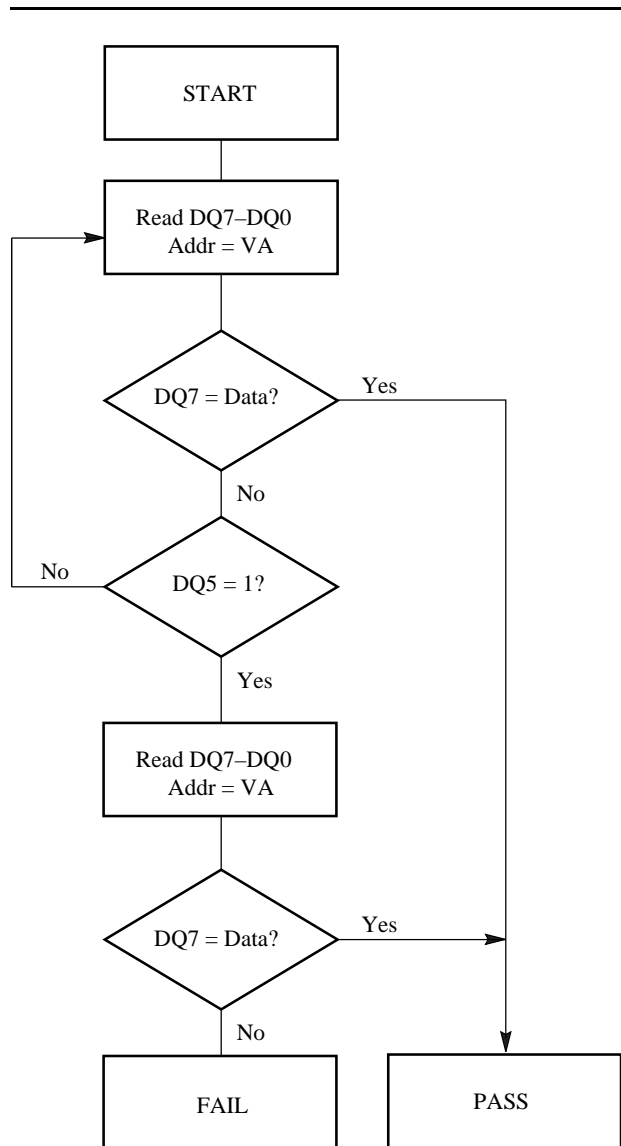 START
Read DQ7–DQ0
Addr = VA
DQ7 = Data?
Yes
No
No
DQ5 = 1?
Yes
Read DQ7–DQ0
Addr = VA
DQ7 = Data?
Yes
No
FAIL
PASS